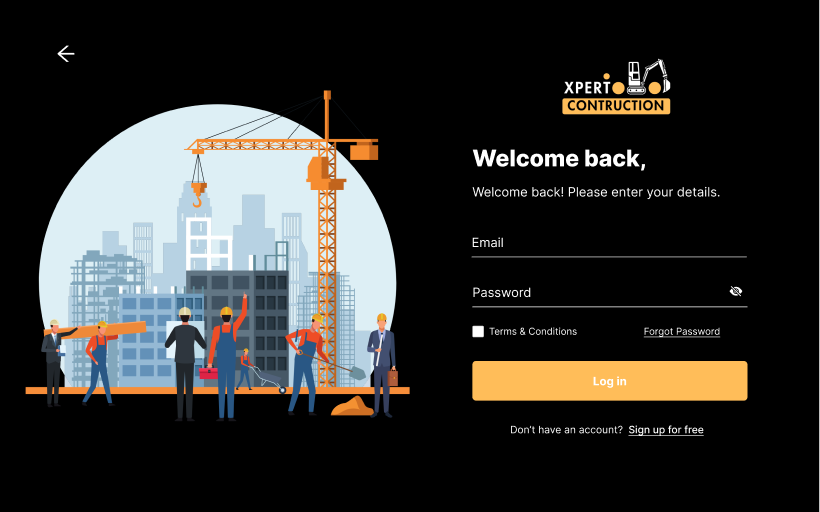 XPERT
CONTRUCTION
Welcome back,
Welcome back! Please enter your details.
Email
Password
Terms & Conditions Forgot Password
Log in
Don't have an account? Sign up for free